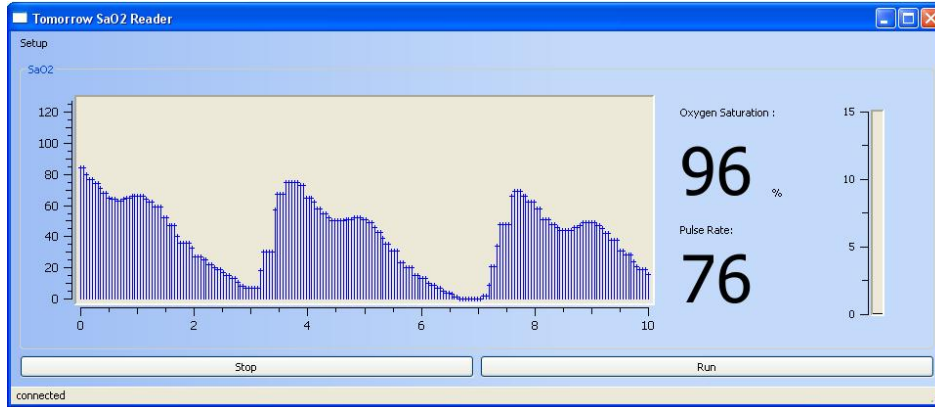 Tomorrow SaO2 Reader
Setup
SaO2
120
100
80
60
40
20
0
0 2 4 6 8 10
Oxygen Saturation :
96 %
Pulse Rate:
76
15
10
5
0
Stop Run
connected